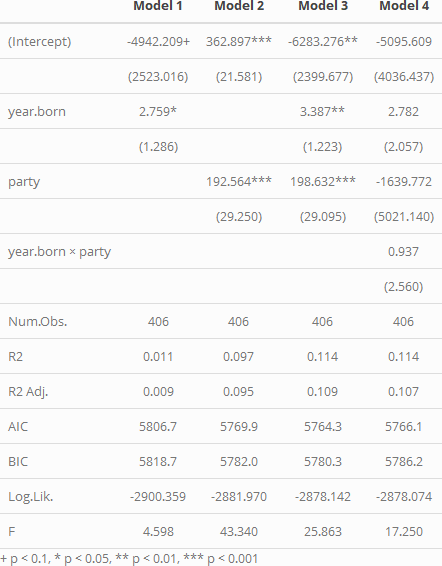 Model 1 Model 2 Model 3 Model 4
(Intercept) -4942.209+ 362.897*** -6283.276** -5095.609
(2523.016) (21.581) (2399.677) (4036.437)
year.born 2.759* 3.387** 2.782
(1.286) (1.223) (2.057)
party 192.564*** 198.632*** -1639.772
(29.250) (29.095) (5021.140)
year.born × party 0.937
(2.560)
Num.Obs. 406 406 406 406
R2 0.011 0.097 0.114 0.114
R2 Adj. 0.009 0.095 0.109 0.107
AIC 5806.7 5769.9 5764.3 5766.1
BIC 5818.7 5782.0 5780.3 5786.2
Log.Lik. -2900.359 -2881.970 -2878.142 -2878.074
F 4.598 43.340 25.863 17.250
+ p < 0.1, * p < 0.05, ** p < 0.01, *** p < 0.001